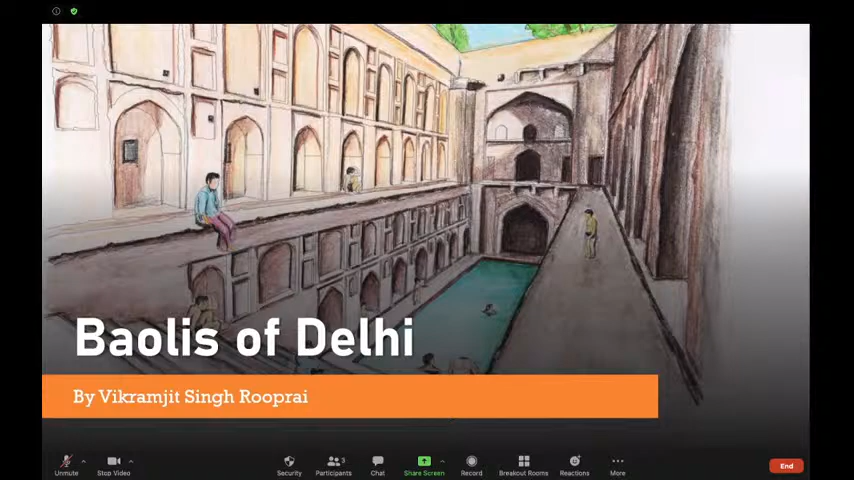 Baolis of Delhi
By Vikramjit Singh Rooprai
Unmute
Stop Video
Security
Participants
3
Chat
Share Screen
Record
Breakout Rooms
Reactions
More
End